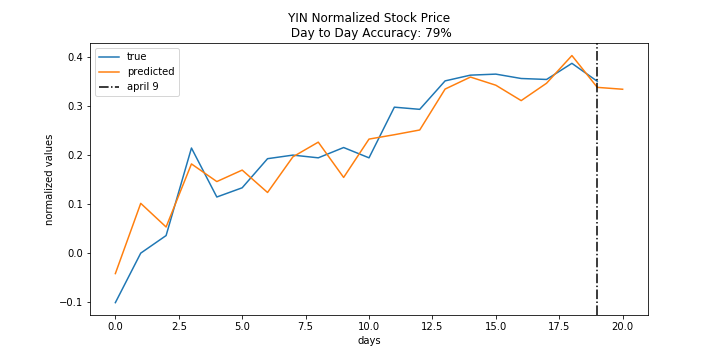 YIN Normalized Stock Price
Day to Day Accuracy: 79%
true
predicted
april 9
normalized values
0.4
0.3
0.2
0.1
0.0
−0.1
0.0 2.5 5.0 7.5 10.0 12.5 15.0 17.5 20.0
days